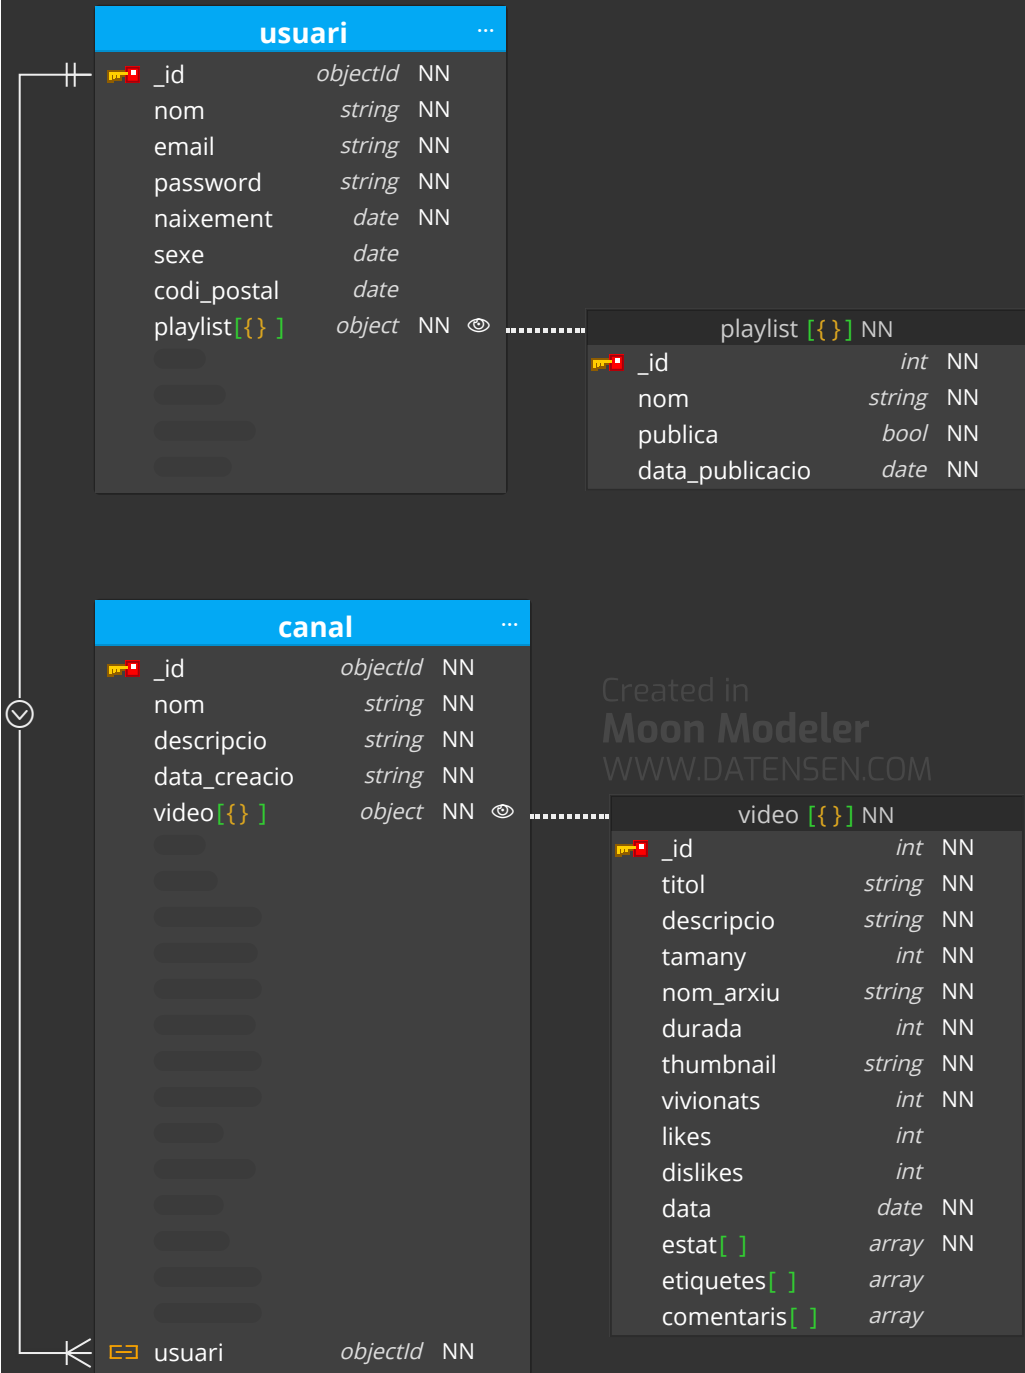 usuari ...
_id objectId NN
nom string NN
email string NN
password string NN
naixement date NN
sexe date
codi_postal date
playlist[{} ] object NN
playlist [{}] NN
_id int NN
nom string NN
publica bool NN
data_publicacio date NN
canal ...
_id objectId NN
nom string NN
descripcio string NN
data_creacio string NN
video[{} ] object NN
usuari objectId NN
Created in
Moon Modeler
WWW.DATENSEN.COM
video [{}] NN
_id int NN
titol string NN
descripcio string NN
tamany int NN
nom_arxiu string NN
durada int NN
thumbnail string NN
vivionats int NN
likes int
dislikes int
data date NN
estat[ ] array NN
etiquetes[ ] array
comentaris[ ] array